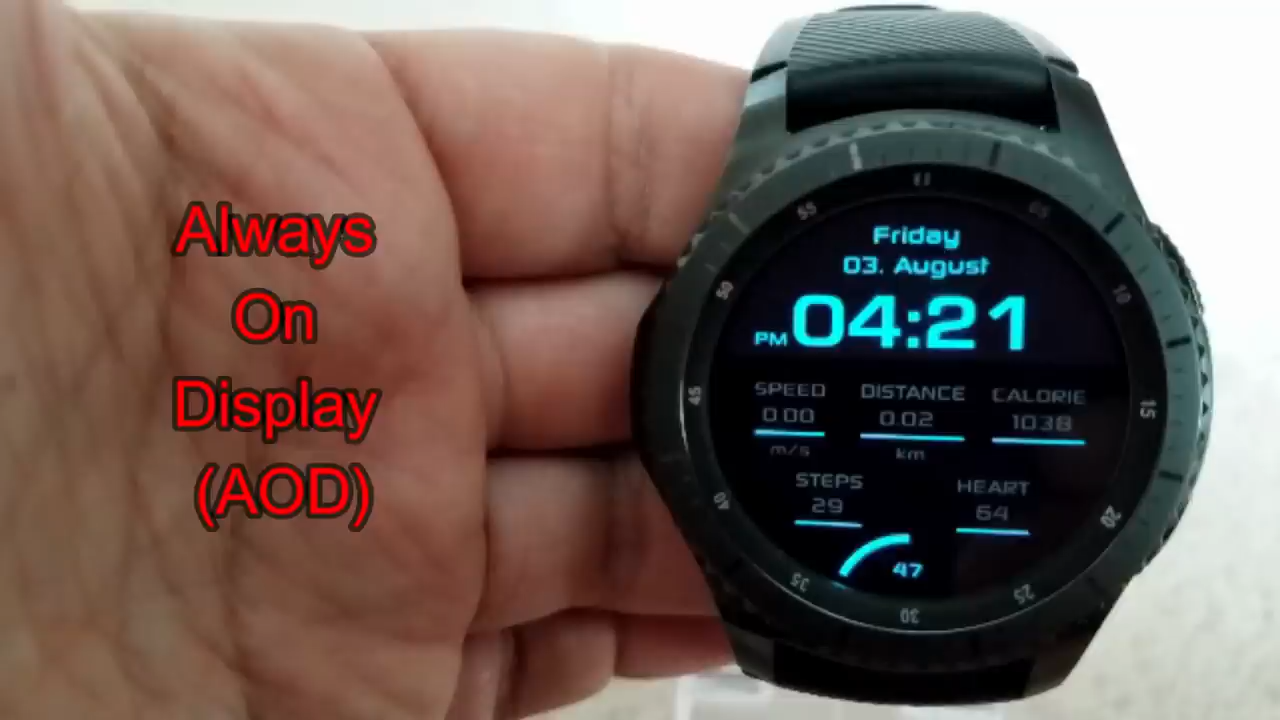 Always
On
Display
(AOD)
Friday
03. August
PM 04:21
SPEED DISTANCE CALORIE
0.00 0.02 1038
m/s km
STEPS HEART
29 64
47
55 05
50 10
45 15
40 20
35 25
30